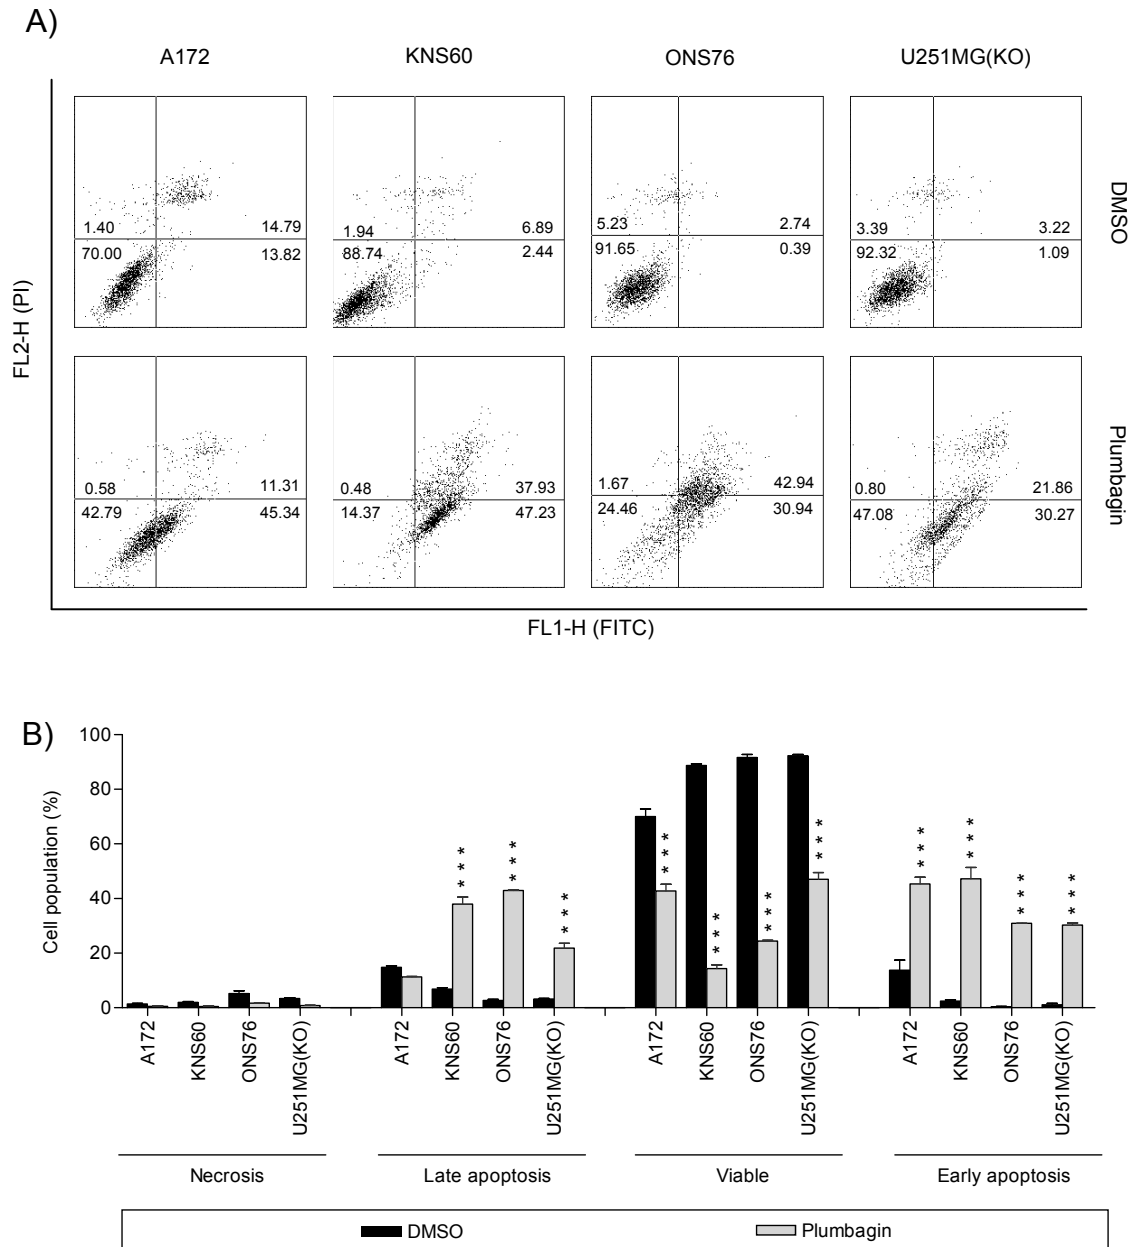 A)
A172 KNS60 ONS76 U251MG(KO)
1.40 14.79 1.94 6.89 5.23 2.74 3.39 3.22
70.00 13.82 88.74 2.44 91.65 0.39 92.32 1.09
DMSO
FL2-H (PI)
0.58 11.31 0.48 37.93 1.67 42.94 0.80 21.86
42.79 45.34 14.37 47.23 24.46 30.94 47.08 30.27
Plumbagin
FL1-H (FITC)
B)
Cell population (%)
100
80
60
40
20
0
*** *** *** *** *** *** *** *** *** *** ***
A172 KNS60 ONS76 U251MG(KO) A172 KNS60 ONS76 U251MG(KO) A172 KNS60 ONS76 U251MG(KO) A172 KNS60 ONS76 U251MG(KO)
Necrosis Late apoptosis Viable Early apoptosis
DMSO Plumbagin